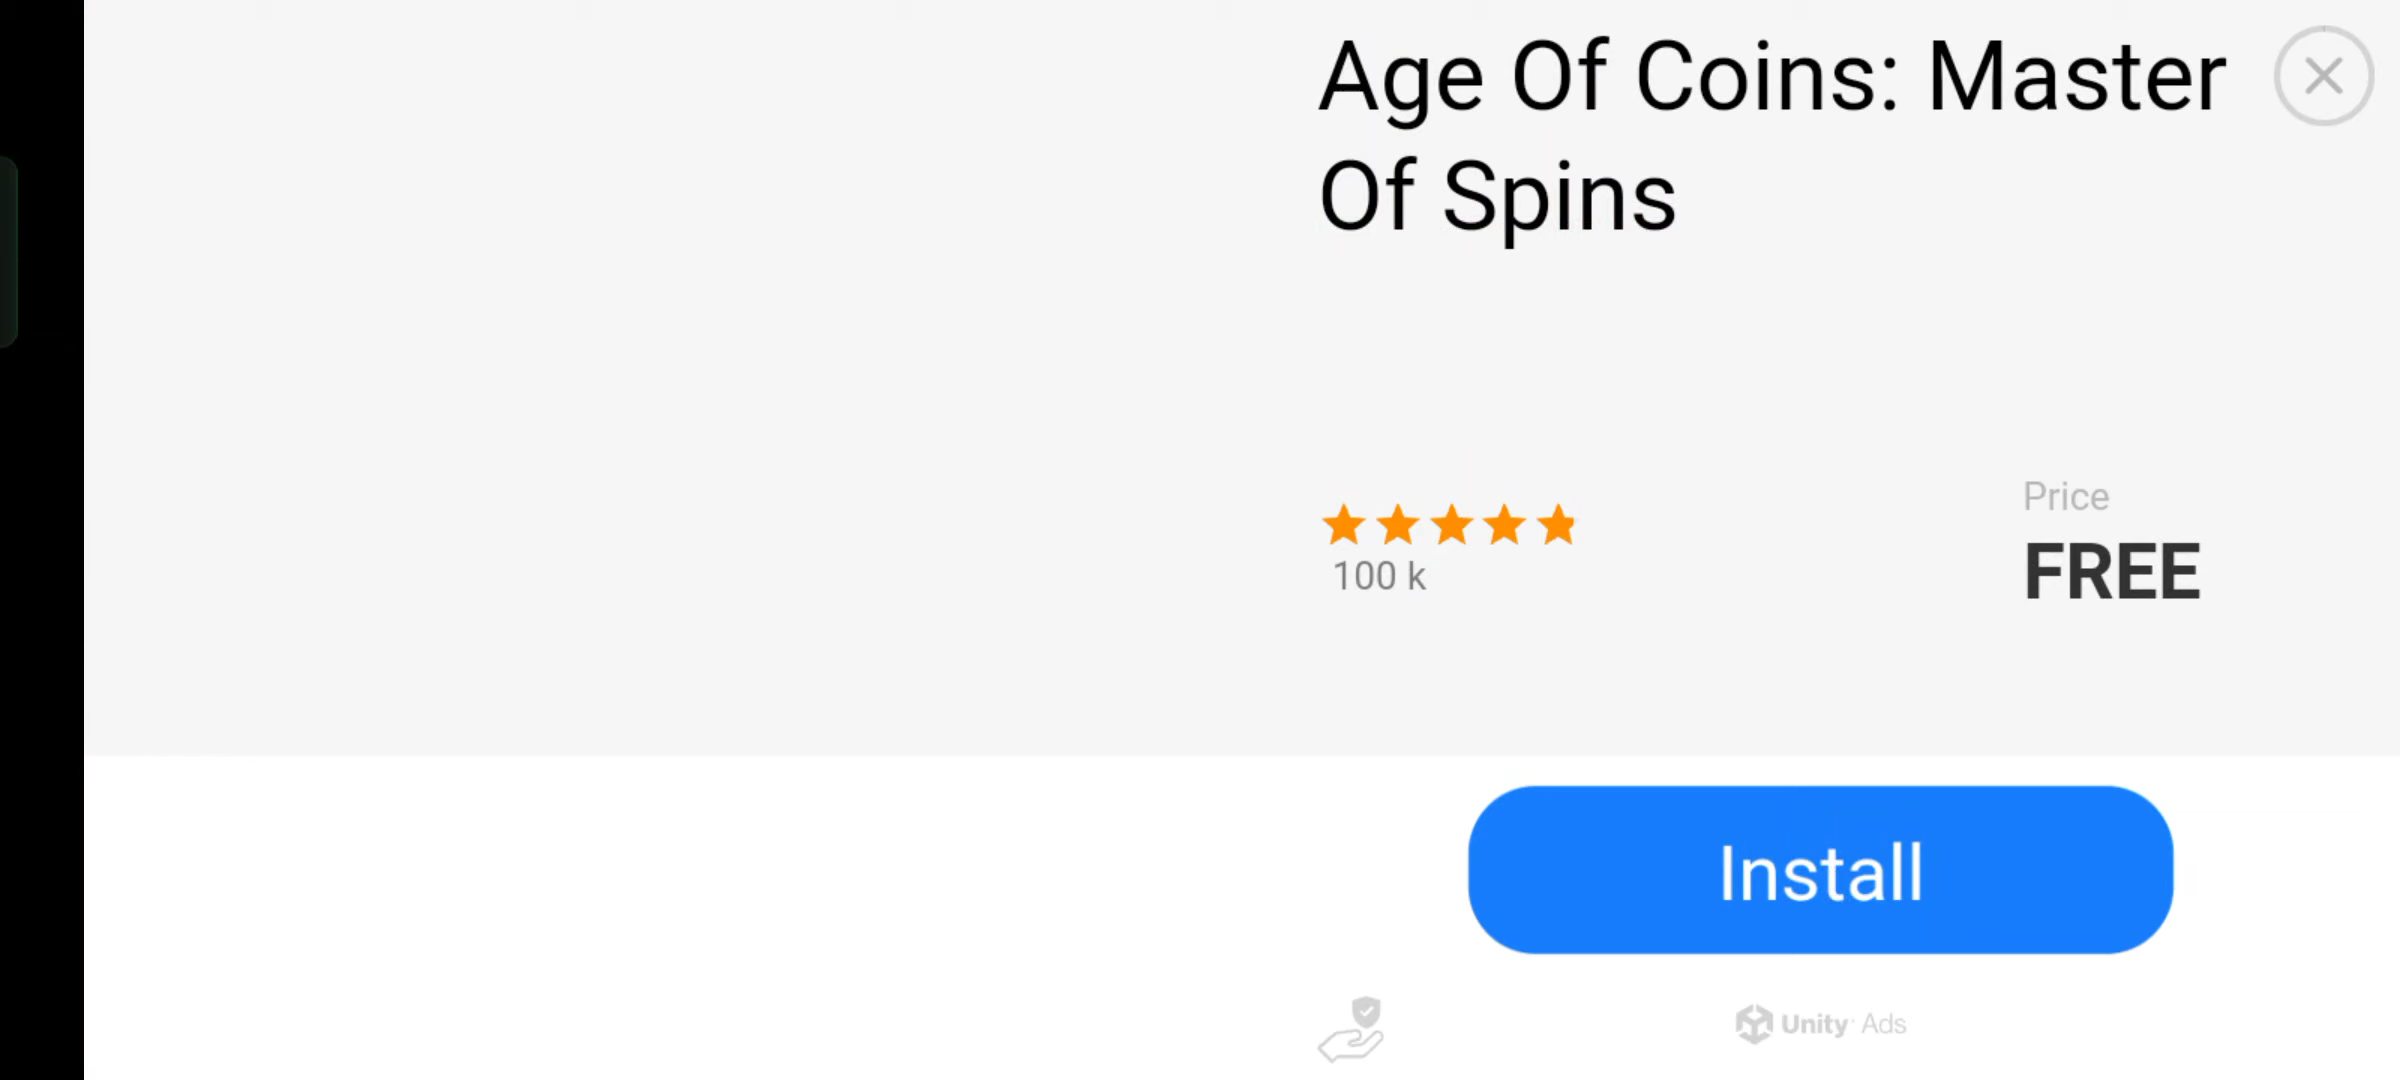 Age Of Coins: Master
Of Spins
100 k
Price
FREE
Install
Unity Ads